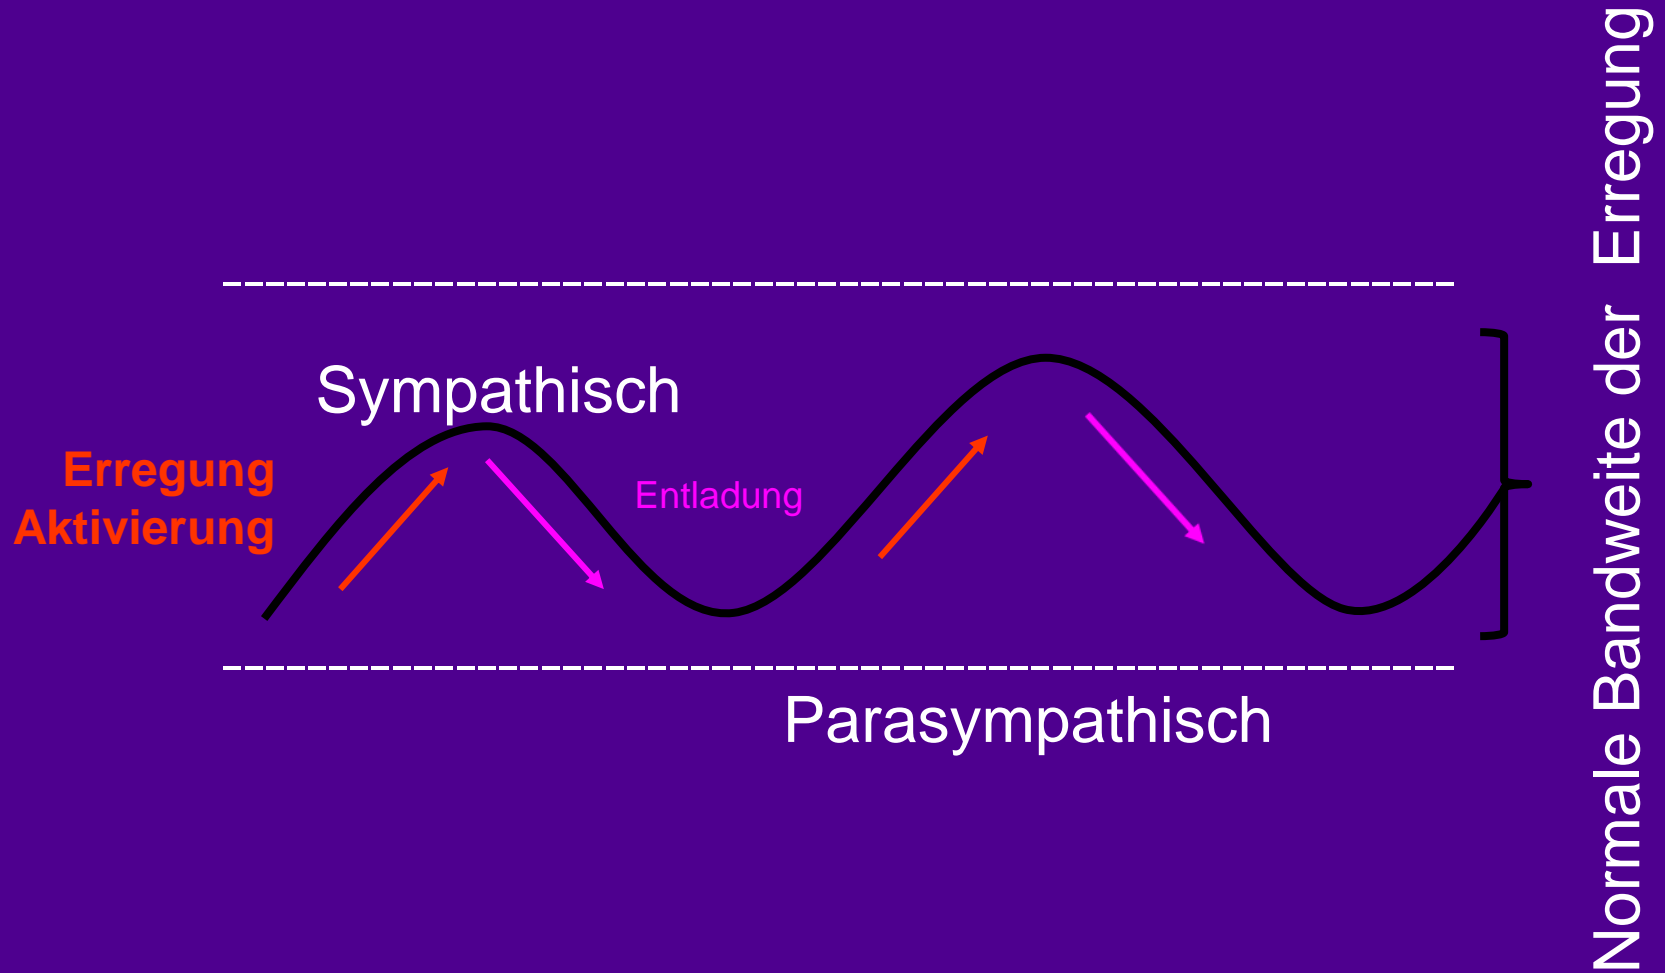 Sympathisch
Erregung
Aktivierung
Entladung
Parasympathisch
Normale Bandweite der Erregung